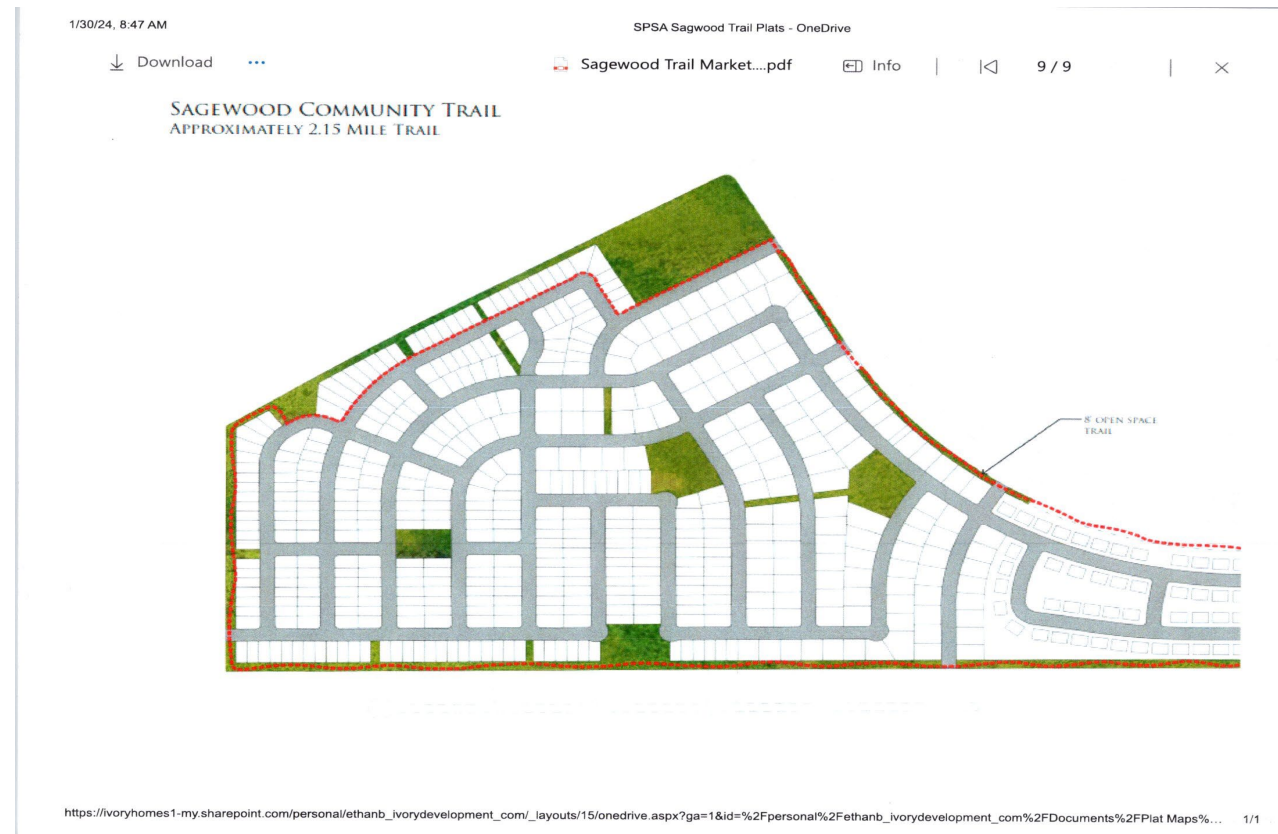 1/30/24, 8:47 AM
SPSA Sagwood Trail Plats - OneDrive
Download
...
Sagewood Trail Market....pdf
Info
9 / 9
SAGEWOOD COMMUNITY TRAIL
APPROXIMATELY 2.15 MILE TRAIL
8' OPEN SPACE
TRAIL
https://ivoryhomes1-my.sharepoint.com/personal/ethanb_ivorydevelopment_com/_layouts/15/onedrive.aspx?ga=1&id=%2Fpersonal%2Fethanb_ivorydevelopment_com%2FDocuments%2FPlat Maps%...
1/1